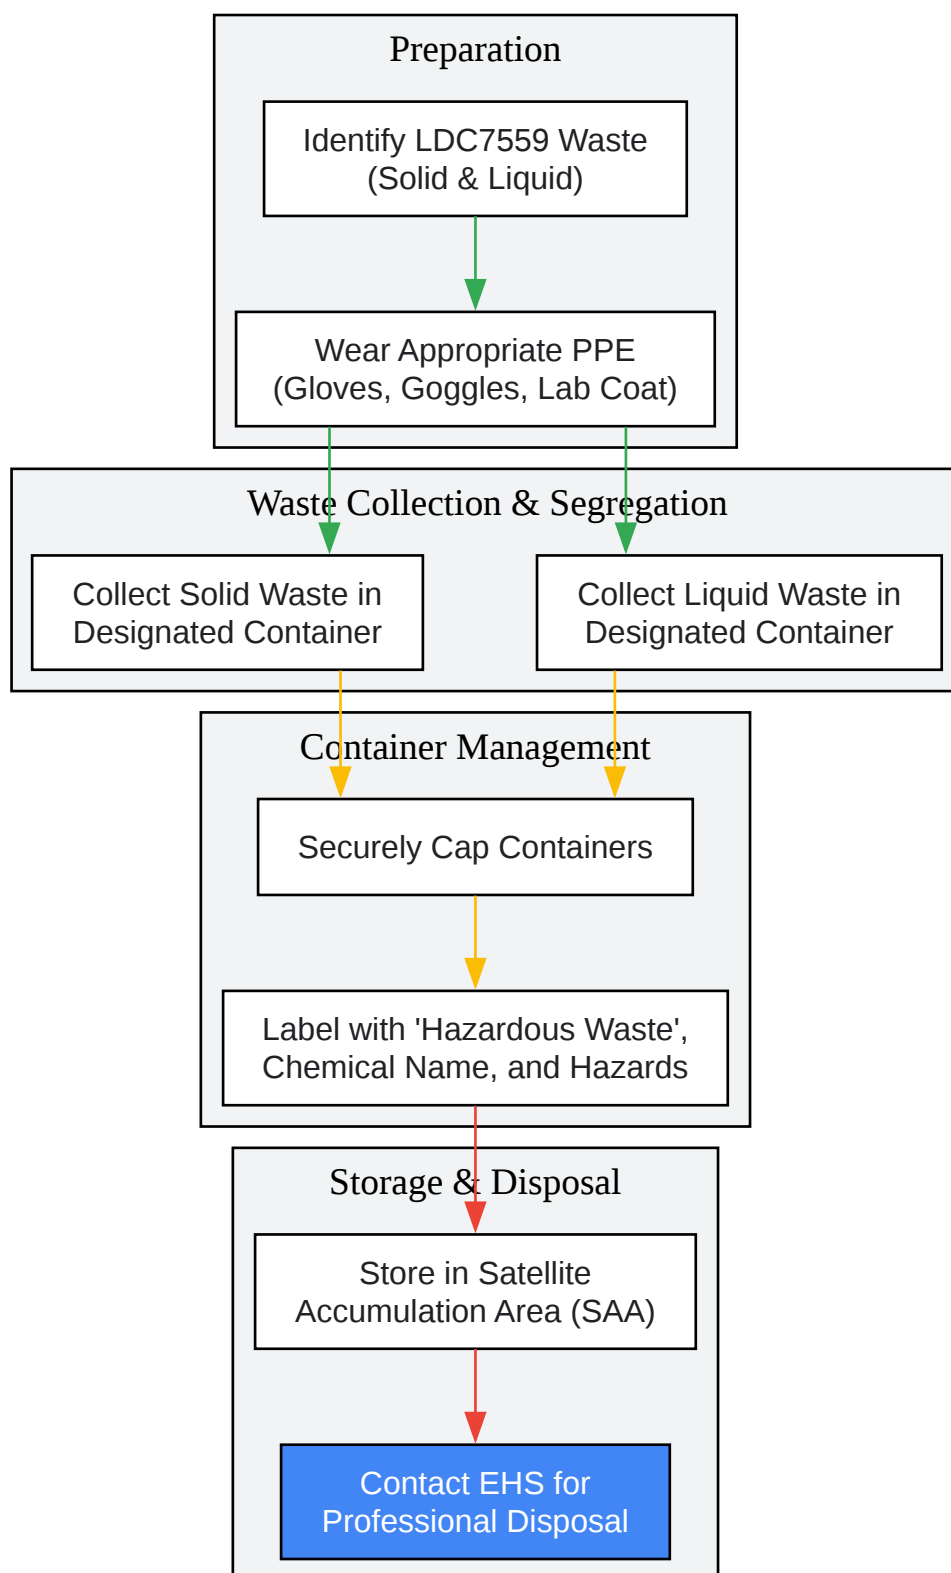 Preparation
Identify LDC7559 Waste
(Solid & Liquid)
Wear Appropriate PPE
(Gloves, Goggles, Lab Coat)
Waste Collection & Segregation
Collect Solid Waste in
Designated Container
Collect Liquid Waste in
Designated Container
Container Management
Securely Cap Containers
Label with 'Hazardous Waste',
Chemical Name, and Hazards
Storage & Disposal
Store in Satellite
Accumulation Area (SAA)
Contact EHS for
Professional Disposal